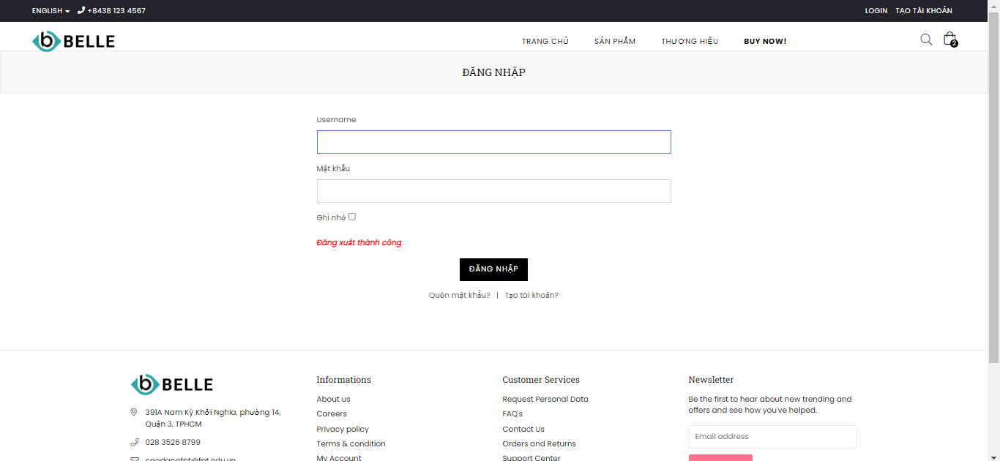 ENGLISH +8438 123 4567 LOGIN TẠO TÀI KHOẢN
b BELLE TRANG CHỦ SẢN PHẨM THƯƠNG HIỆU BUY NOW! 2
ĐĂNG NHẬP
Username
Mật khẩu
Ghi nhớ
Đăng xuất thành công
ĐĂNG NHẬP
Quên mật khẩu? | Tạo tài khoản?
b BELLE
391A Nam Kỳ Khởi Nghĩa, phường 14,
Quận 3, TPHCM
028 3526 8799
caodangfpt@fpt.edu.vn
Informations
About us
Careers
Privacy policy
Terms & condition
My Account
Customer Services
Request Personal Data
FAQ's
Contact Us
Orders and Returns
Support Center
Newsletter
Be the first to hear about new trending and
offers and see how you've helped.
Email address